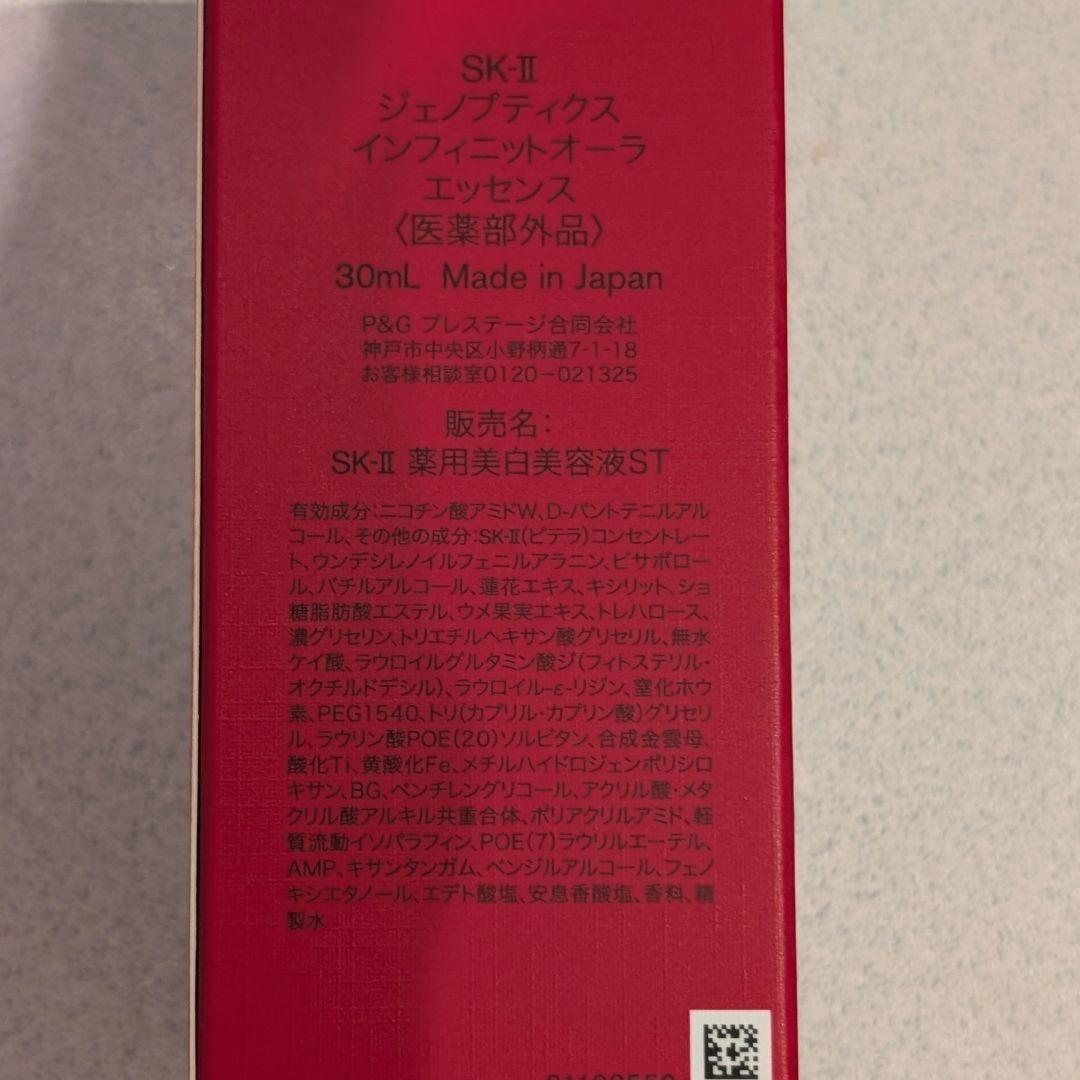 SK-II
ジェノプティクス
インフィニットオーラ
エッセンス
〈医薬部外品〉
30mL Made in Japan
P&G プレステージ合同会社
神戸市中央区小野柄通7-1-18
お客様相談室0120-021325
販売名:
SK-II 薬用美白美容液ST
有効成分:ニコチン酸アミドW、D-パントテニルアル
コール、その他の成分:SK-II(ピテラ)コンセントレー
ト、ウンデシレノイルフェニルアラニン、ビサボロー
ル、バチルアルコール、蓮花エキス、キシリット、ショ
糖脂肪酸エステル、ウメ果実エキス、トレハロース、
濃グリセリン、トリエチルヘキサン酸グリセリル、無水
ケイ酸、ラウロイルグルタミン酸ジ(フィトステリル・
オクチルドデシル)、ラウロイル-ε-リジン、窒化ホウ
素、PEG1540、トリ(カプリル・カプリン酸)グリセリ
ル、ラウリン酸POE(20)ソルビタン、合成金雲母、
酸化Ti、黄酸化Fe、メチルハイドロジェンポリシロ
キサン、BG、ペンチレングリコール、アクリル酸・メタ
クリル酸アルキル共重合体、ポリアクリルアミド、軽
質流動イソパラフィン、POE(7)ラウリルエーテル、
AMP、キサンタンガム、ベンジルアルコール、フェノ
キシエタノール、エデト酸塩、安息香酸塩、香料、精
製水